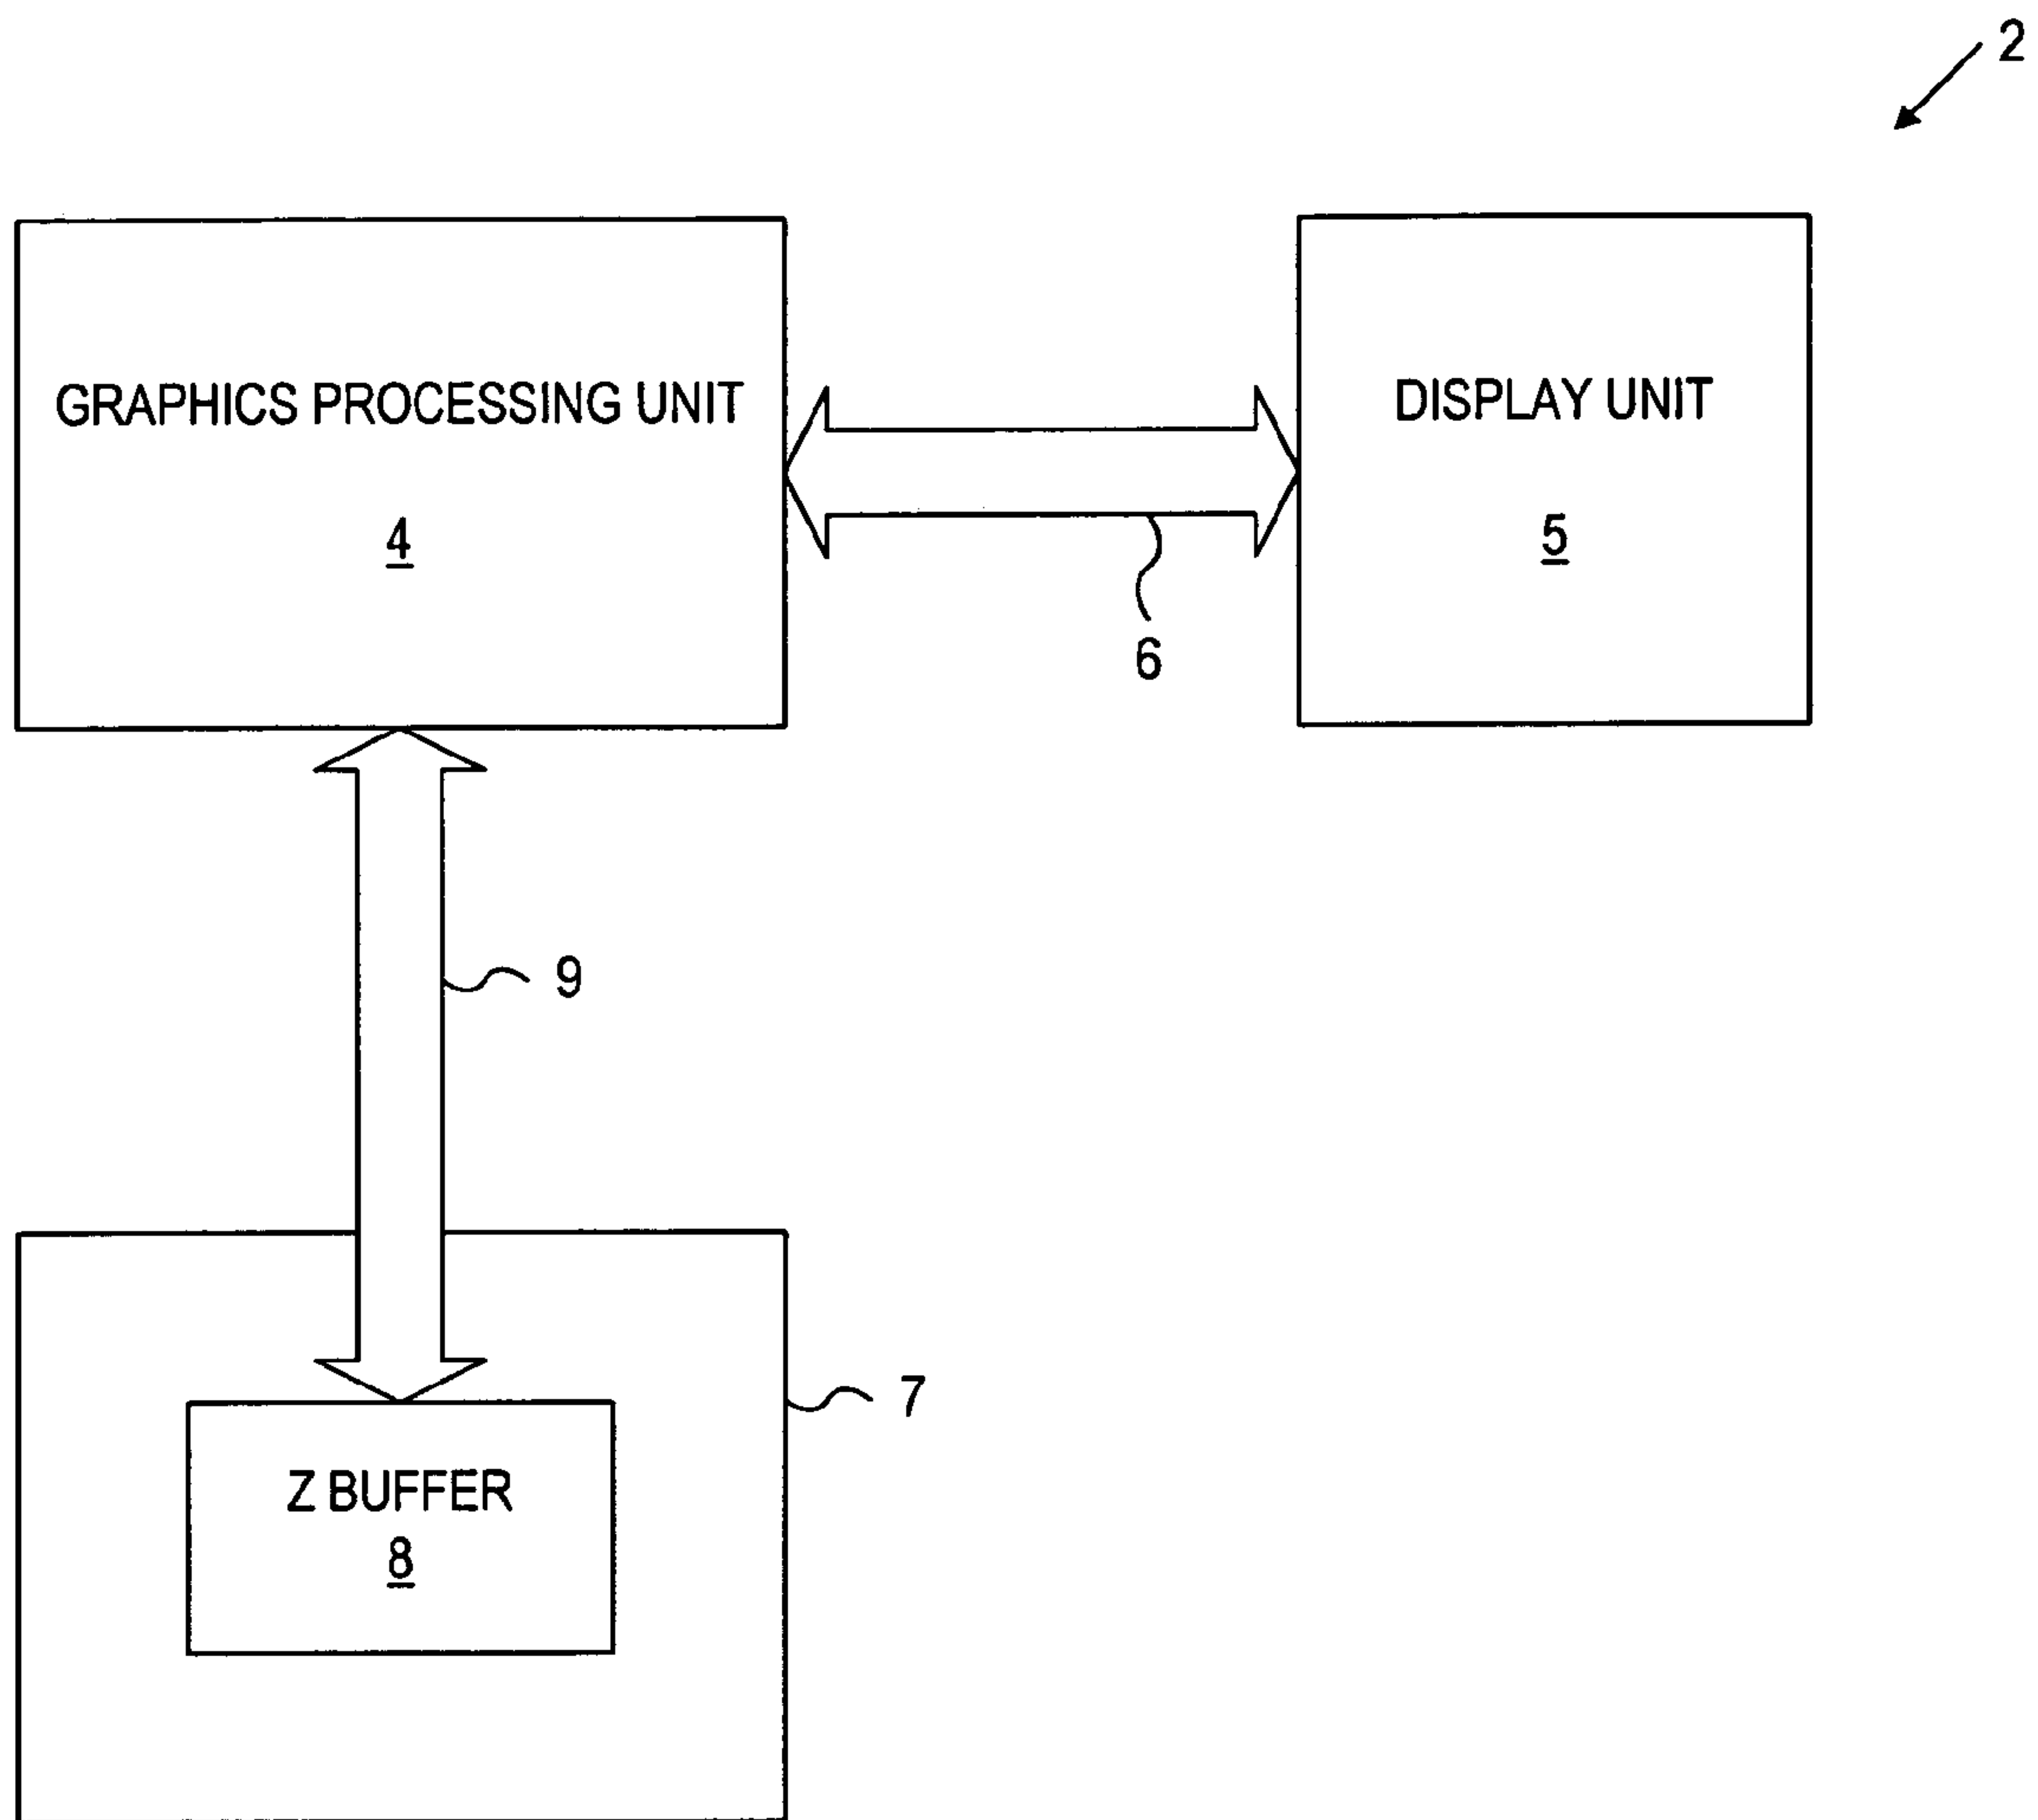 2
GRAPHICS PROCESSING UNIT
4
DISPLAY UNIT
5
6
9
7
Z BUFFER
8